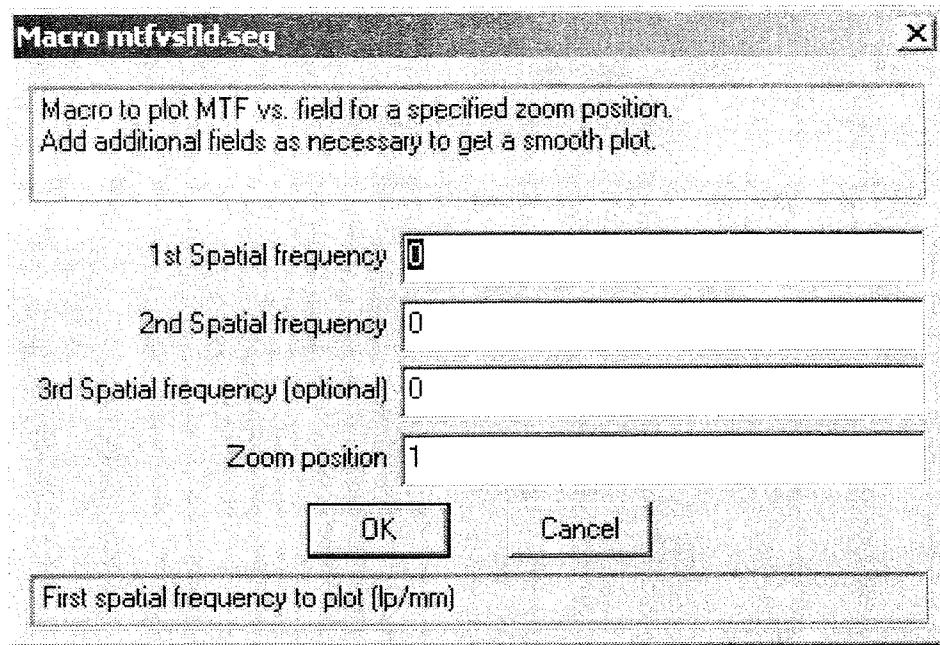 Macro mtfvsfld.seq
Macro to plot MTF vs. field for a specified zoom position.
Add additional fields as necessary to get a smooth plot.
1st Spatial frequency 0
2nd Spatial frequency 0
3rd Spatial frequency (optional) 0
Zoom position 1
OK Cancel
First spatial frequency to plot (lp/mm)